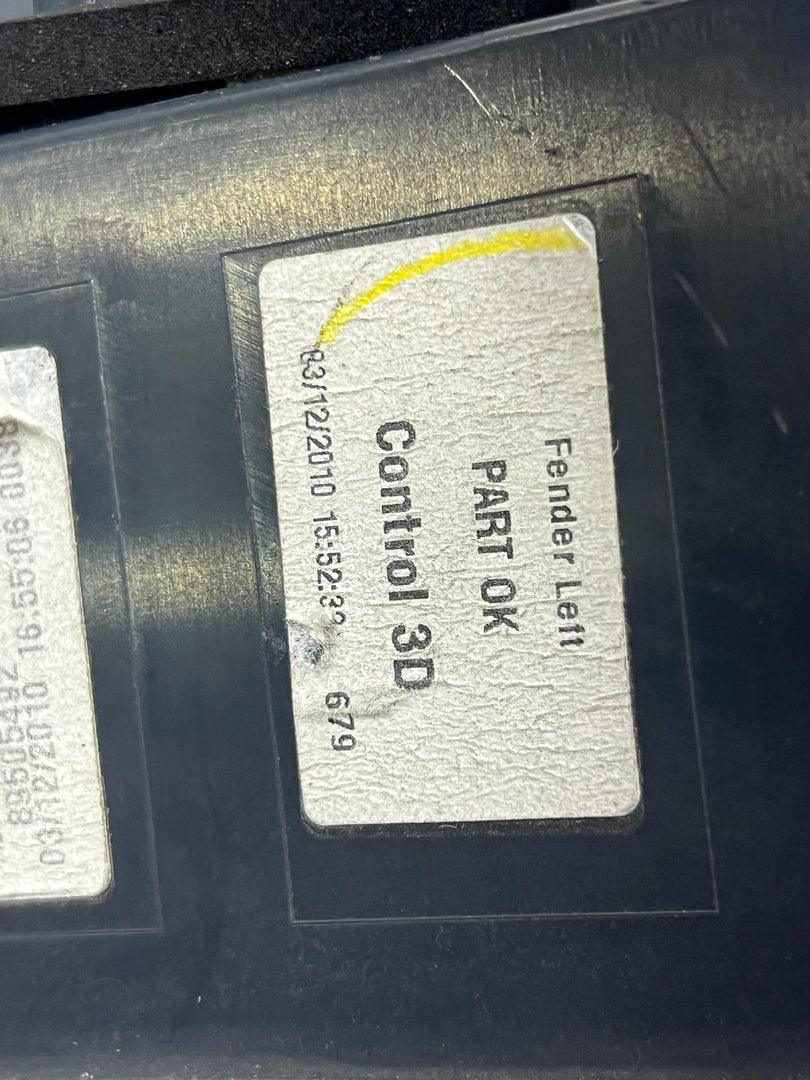 Fender Left
PART OK
Control 3D
03/12/2010 15:52:3 679
89505492
03/12/2010 16:55:06